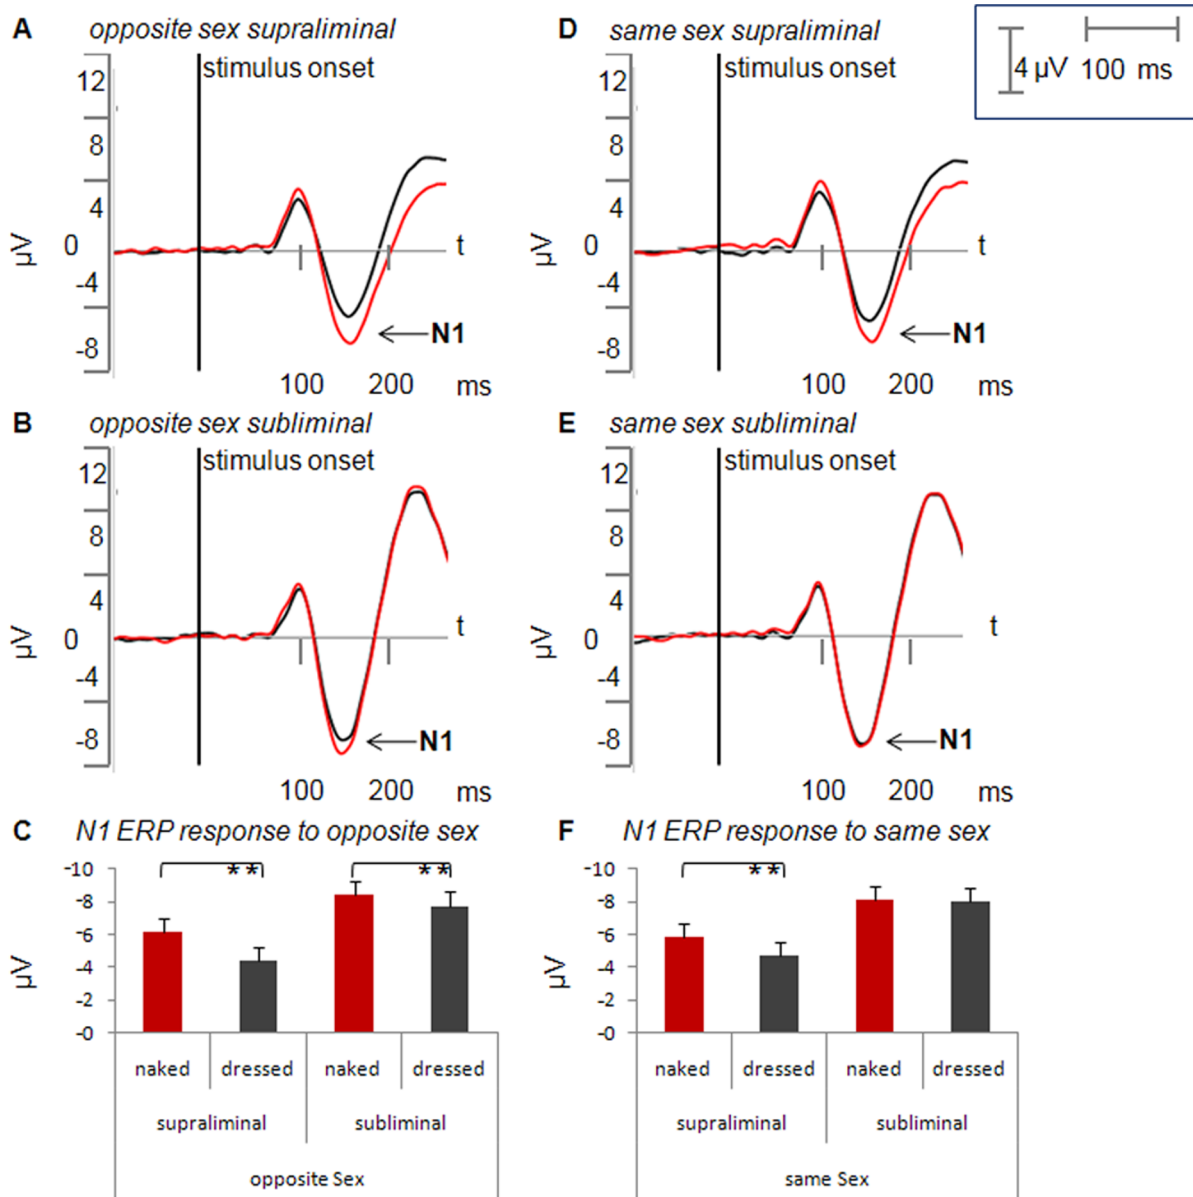 A opposite sex supraliminal
stimulus onset
12
8
4
0
-4
-8
µV
t
N1
100 200 ms
D same sex supraliminal
stimulus onset
12
8
4
0
-4
-8
µV
t
N1
100 200 ms
4 µV 100 ms
B opposite sex subliminal
stimulus onset
12
8
4
0
-4
-8
µV
t
N1
100 200 ms
E same sex subliminal
stimulus onset
12
8
4
0
-4
-8
µV
t
N1
100 200 ms
C N1 ERP response to opposite sex
-10
-8
-6
-4
-2
-0
µV
** **
naked dressed naked dressed
supraliminal subliminal
opposite Sex
F N1 ERP response to same sex
-10
-8
-6
-4
-2
-0
µV
**
naked dressed naked dressed
supraliminal subliminal
same Sex